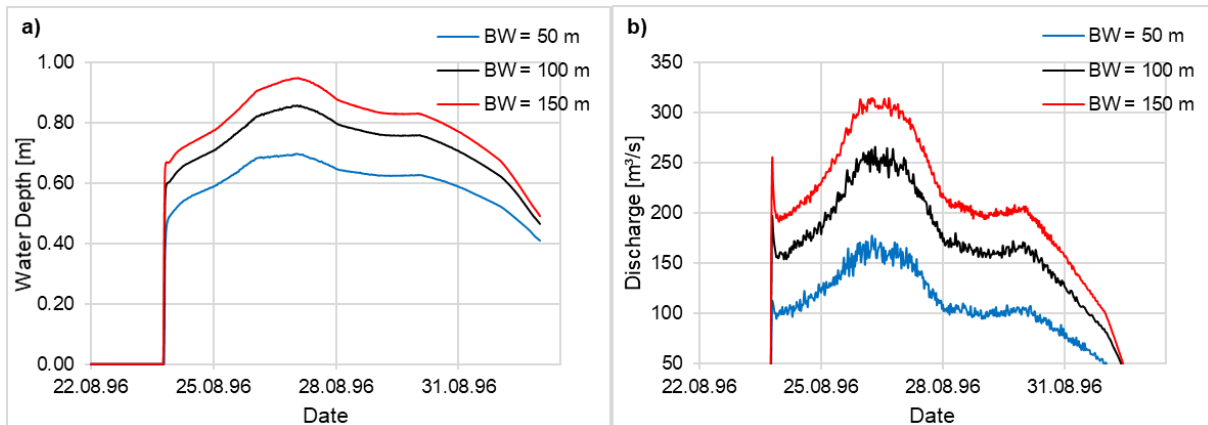 a)
BW = 50 m
BW = 100 m
BW = 150 m
1.00
0.80
0.60
0.40
0.20
0.00
Water Depth [m]
22.08.96 25.08.96 28.08.96 31.08.96
Date
b)
BW = 50 m
BW = 100 m
BW = 150 m
350
300
250
200
150
100
50
Discharge [m³/s]
22.08.96 25.08.96 28.08.96 31.08.96
Date